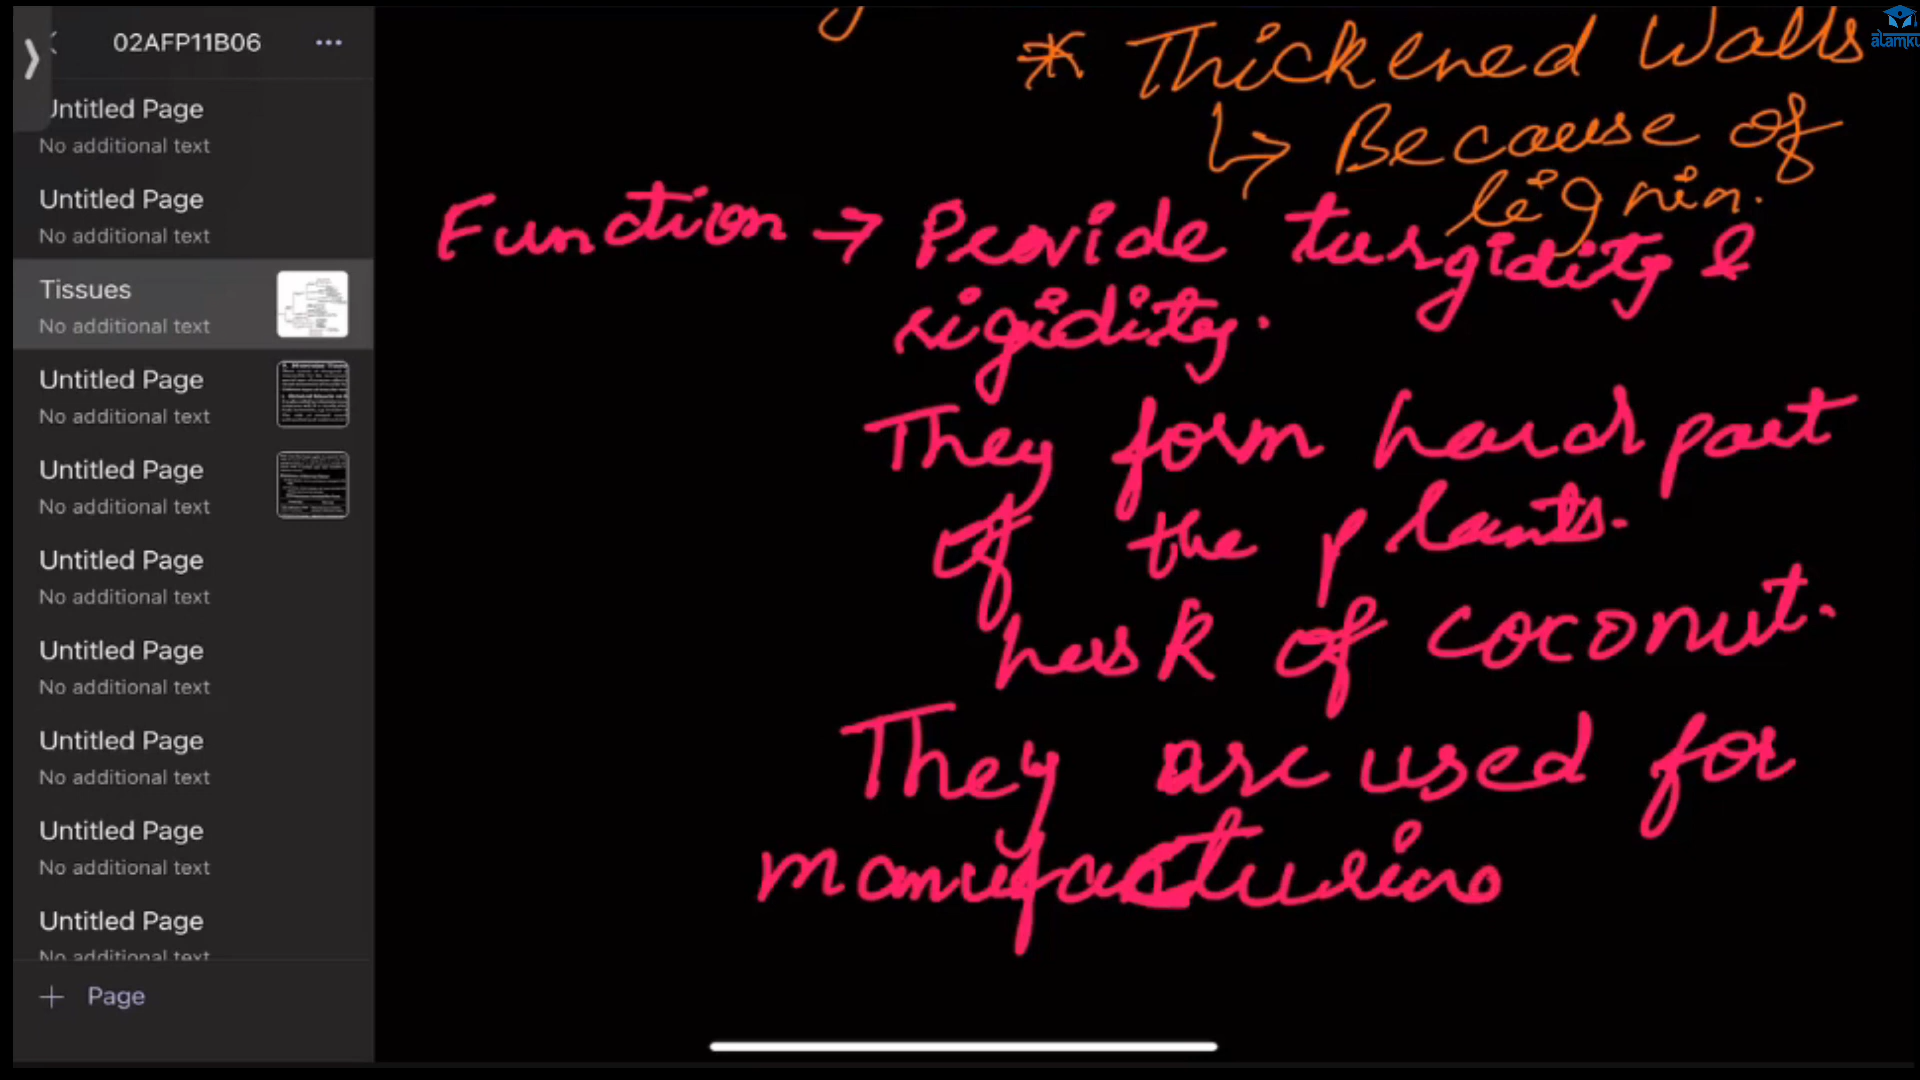 02AFP11B06
Untitled Page
No additional text
Untitled Page
No additional text
Tissues
No additional text
Untitled Page
No additional text
Untitled Page
No additional text
Untitled Page
No additional text
Untitled Page
No additional text
Untitled Page
No additional text
Untitled Page
No additional text
Untitled Page
No additional text
+ Page
* Thickened Walls
↳ Because of
lignin.
Function → Provide turgidity &
rigidity.
They form hard part
of the plants.
husk of coconut.
They are used for
manufacturing